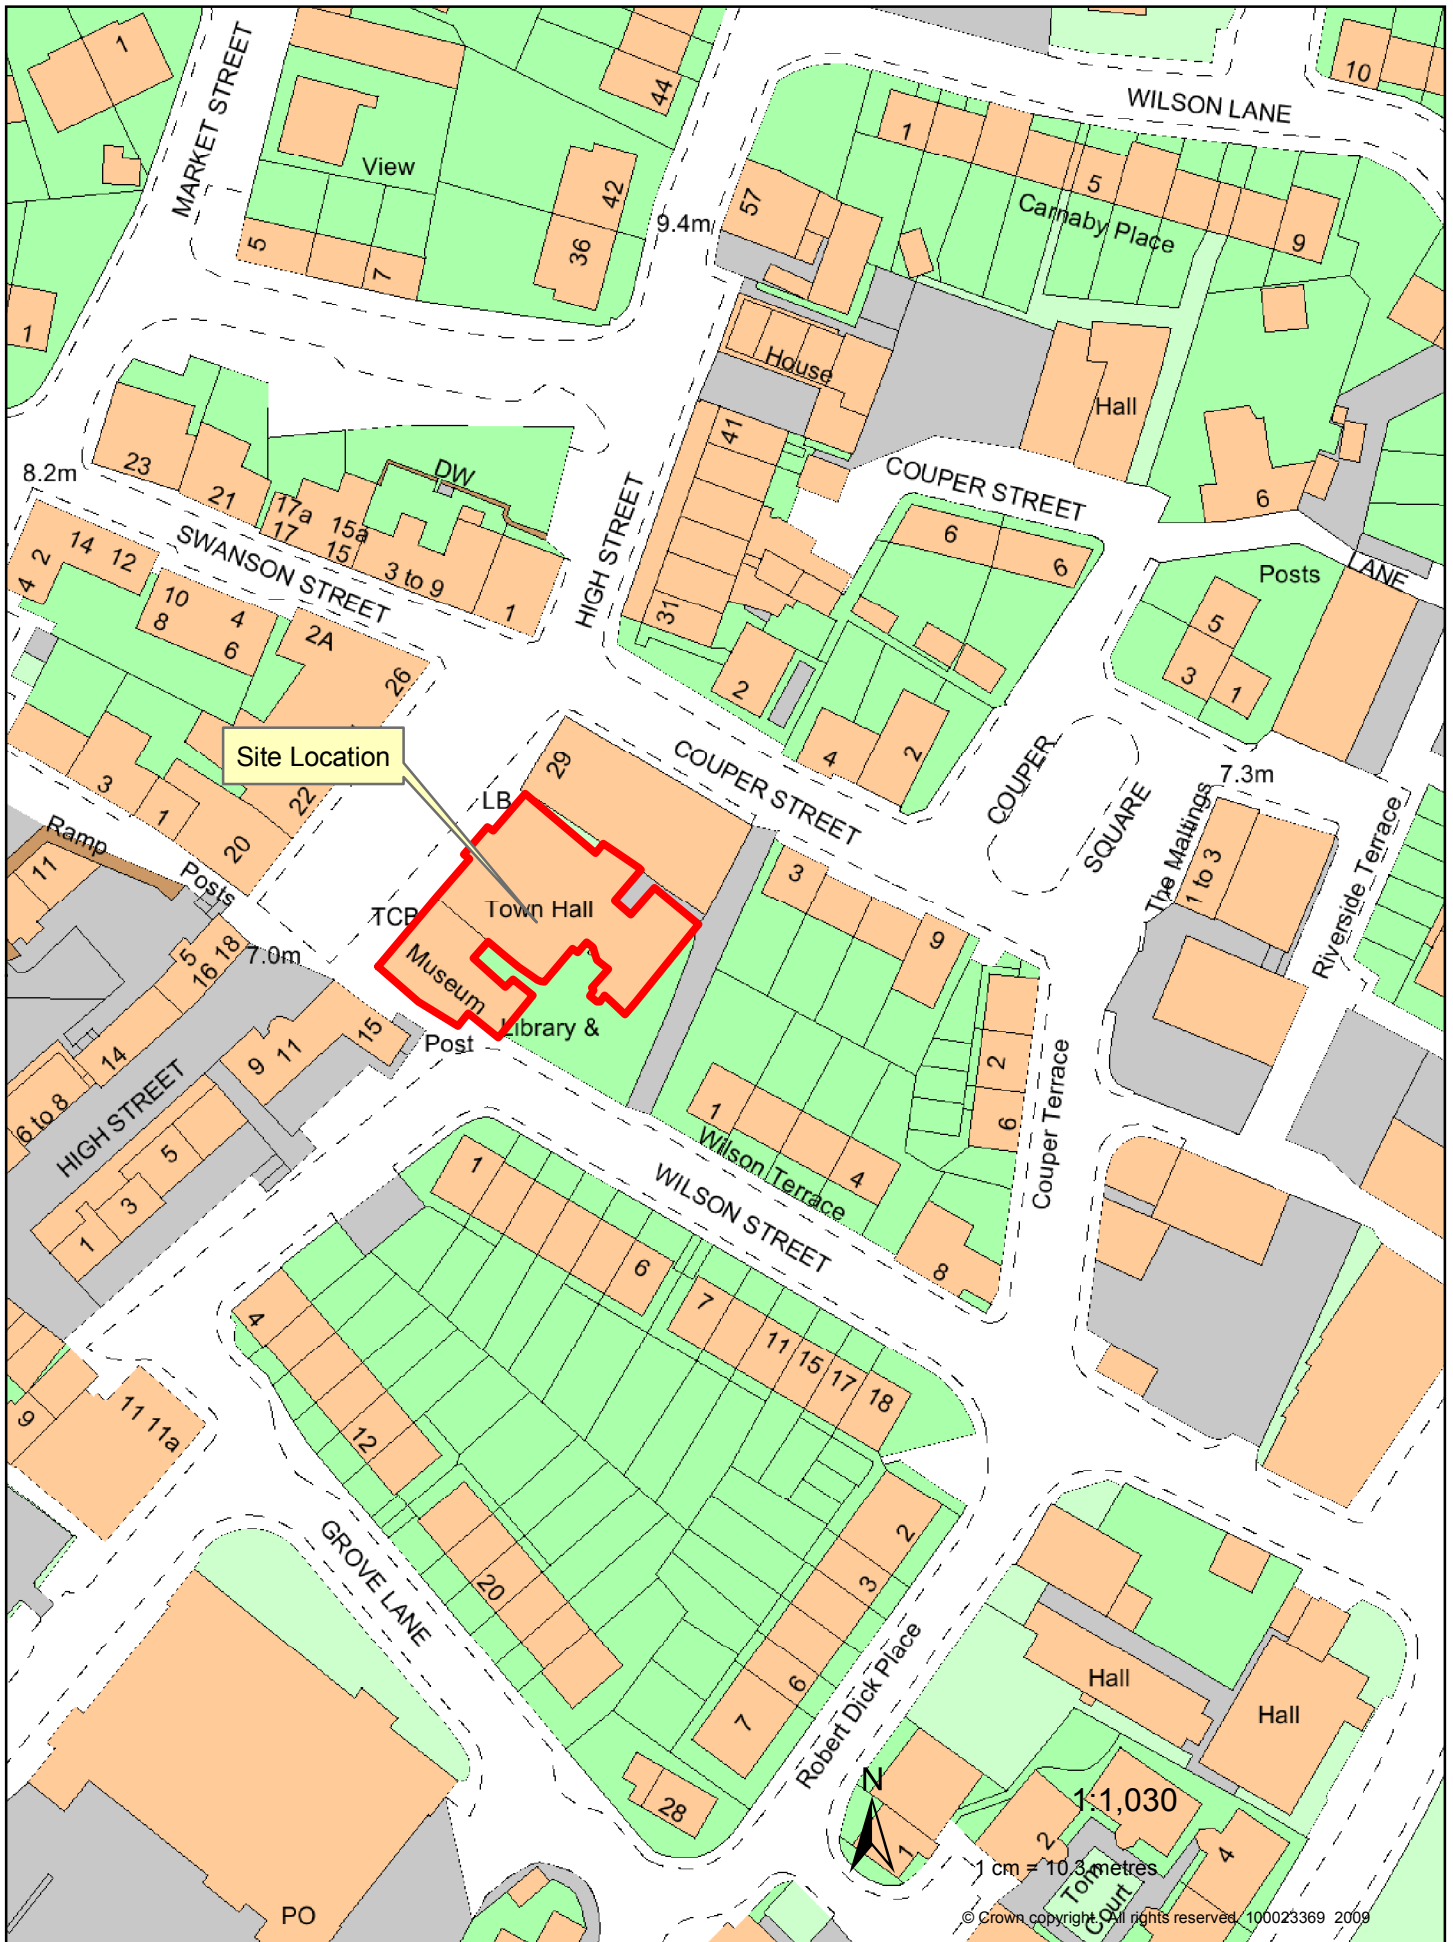 1
MARKET STREET
44
WILSON LANE
10
1
View
42
5
57
9.4m
Carnaby Place
5
36
9
7
1
House
Hall
41
23
8.2m
DW
COUPER STREET
21
17a
17
15a
15
6
6
6
HIGH STREET
SWANSON STREET
14
12
2
4
3 to 9
1
LANE
Posts
10
8
4
6
2A
31
5
3
1
26
2
Site Location
29
COUPER STREET
4
2
COUPER
SQUARE
7.3m
3
1
22
20
LB
The Maltings
1 to 3
Riverside Terrace
Ramp
11
Posts
3
TCB
Town Hall
9
5
16
18
7.0m
Museum
Library &
Post
15
14
9
11
2
6
Couper Terrace
6 to 8
HIGH STREET
5
3
1
1
Wilson Terrace
4
1
WILSON STREET
6
8
7
11
15
17
18
4
12
9
11
11a
GROVE LANE
20
2
3
6
7
Robert Dick Place
28
Hall
Hall
N
1
1:1,030
2
4
1 cm = 10.3 metres
Tom
Court
PO
© Crown copyright. All rights reserved 100023369 2009